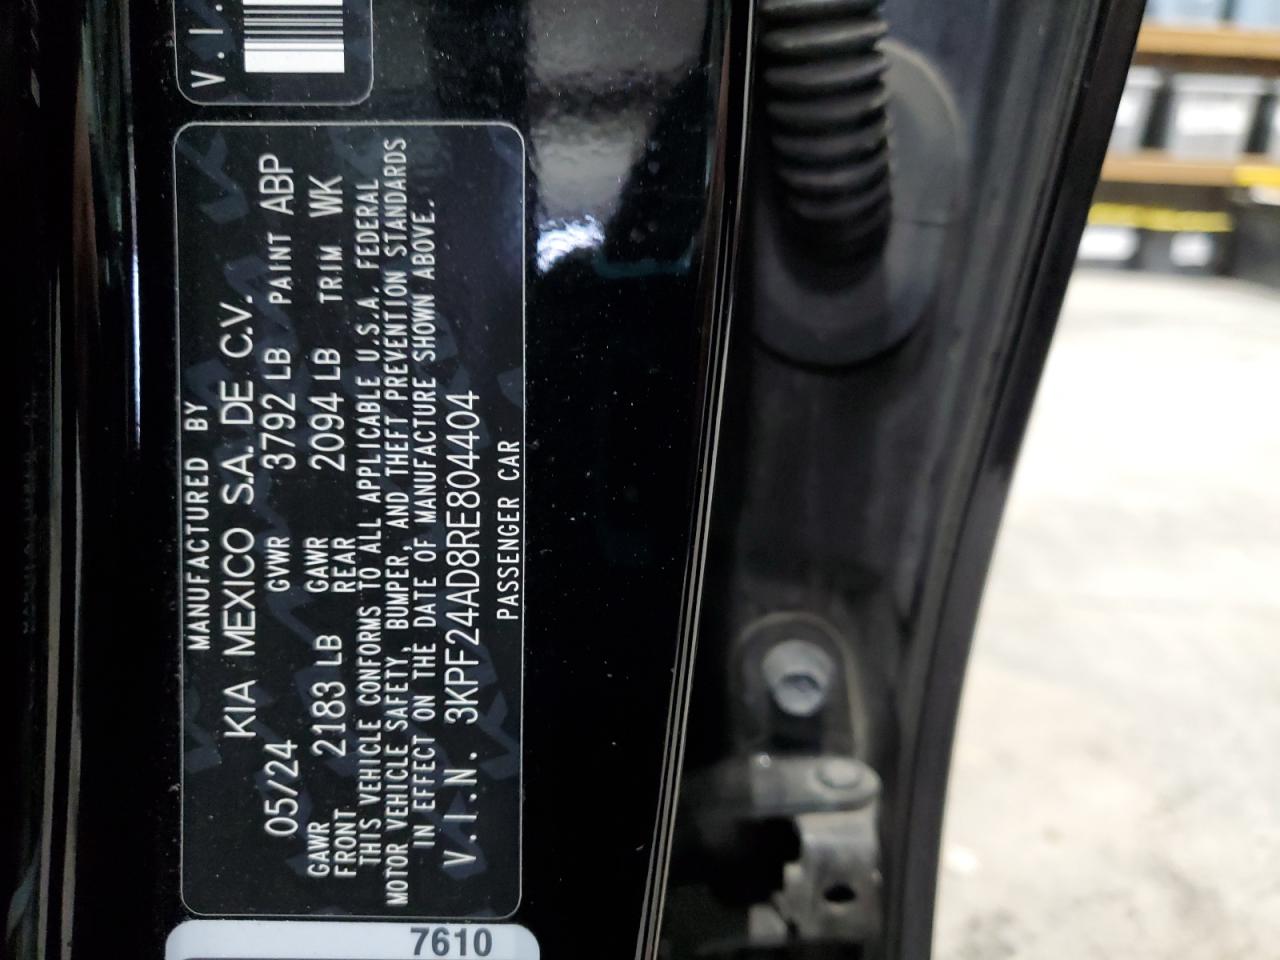 V.I.
MANUFACTURED BY
KIA MEXICO S.A. DE C.V.
05/24 GVWR 3792 LB PAINT ABP
GAWR FRONT 2183 LB GAWR REAR 2094 LB TRIM WK
THIS VEHICLE CONFORMS TO ALL APPLICABLE U.S.A. FEDERAL
MOTOR VEHICLE SAFETY, BUMPER, AND THEFT PREVENTION STANDARDS
IN EFFECT ON THE DATE OF MANUFACTURE SHOWN ABOVE.
V.I.N. 3KPF24AD8RE804404
PASSENGER CAR
7610